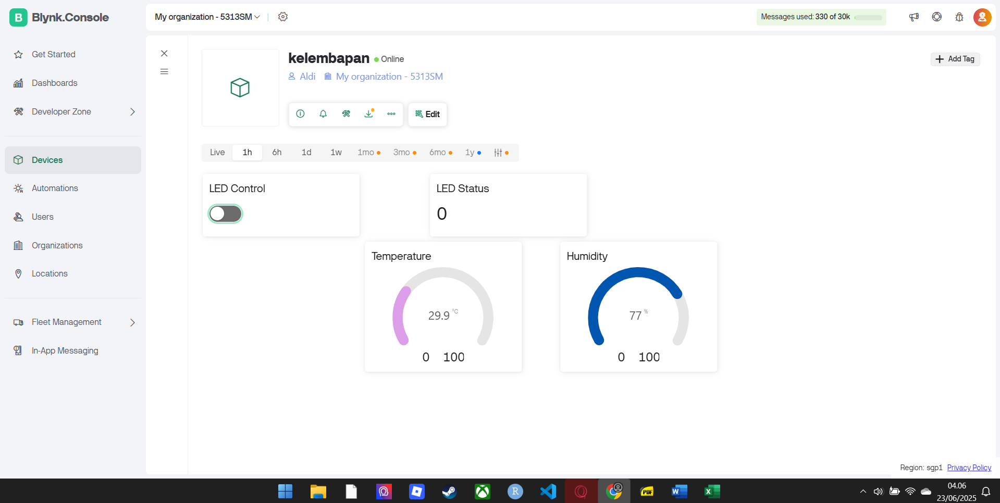 B Blynk.Console
My organization - 5313SM
Messages used: 330 of 30k
Get Started
Dashboards
Developer Zone
Devices
Automations
Users
Organizations
Locations
Fleet Management
In-App Messaging
kelembapan Online
Aldi My organization - 5313SM
Add Tag
Edit
Live 1h 6h 1d 1w 1mo 3mo 6mo 1y
LED Control
LED Status
0
Temperature
29.9 °C
0 100
Humidity
77 %
0 100
Region: sgp1 Privacy Policy
R
PDF
W
X
04.06
23/06/2025